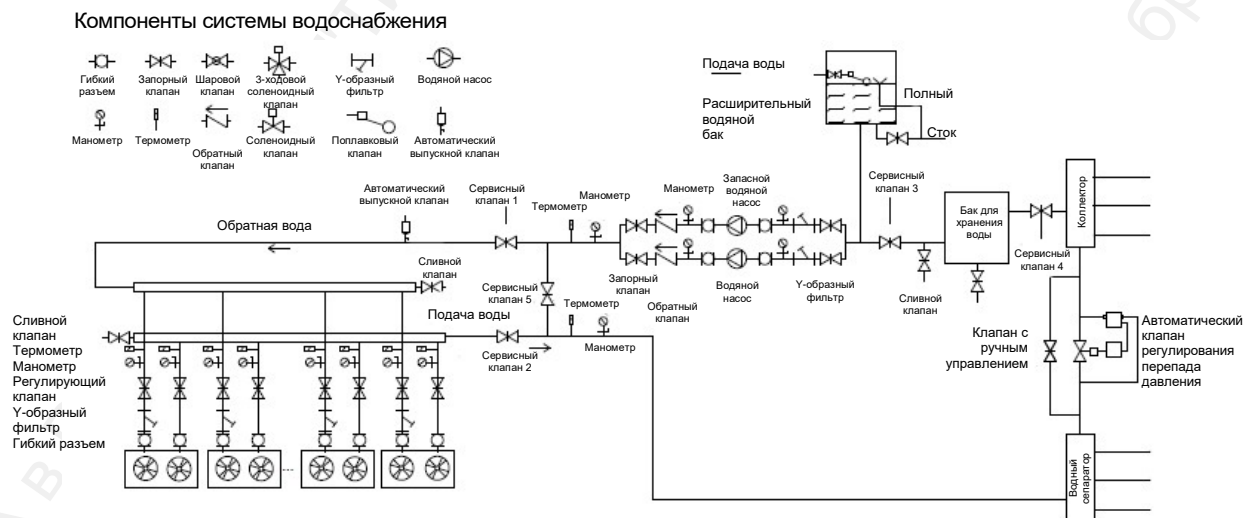 Компоненты системы водоснабжения
Гибкий
разъем
Запорный
клапан
Шаровой
клапан
3-ходовой
соленоидный
клапан
Y-образный
фильтр
Водяной насос
Манометр
Термометр
Обратный
клапан
Соленоидный
клапан
Поплавковый
клапан
Автоматический
выпускной клапан
Подача воды
Расширительный
водяной
бак
Полный
Сток
Автоматический
выпускной клапан
Сервисный
клапан 1
Термометр
Манометр
Манометр
Запасной
водяной
насос
Сервисный
клапан 3
Обратная вода
Бак для
хранения
воды
Коллектор
Сервисный
клапан 4
Сливной
клапан
Сервисный
клапан 5
Запорный
клапан
Обратный
клапан
Водяной
насос
Y-образный
фильтр
Сливной
клапан
Подача воды
Термометр
Манометр
Сервисный
клапан 2
Клапан с
ручным
управлением
Автоматический
клапан
регулирования
перепада
давления
Сливной
клапан
Термометр
Манометр
Регулирующий
клапан
Y-образный
фильтр
Гибкий разъем
Водный
сепаратор